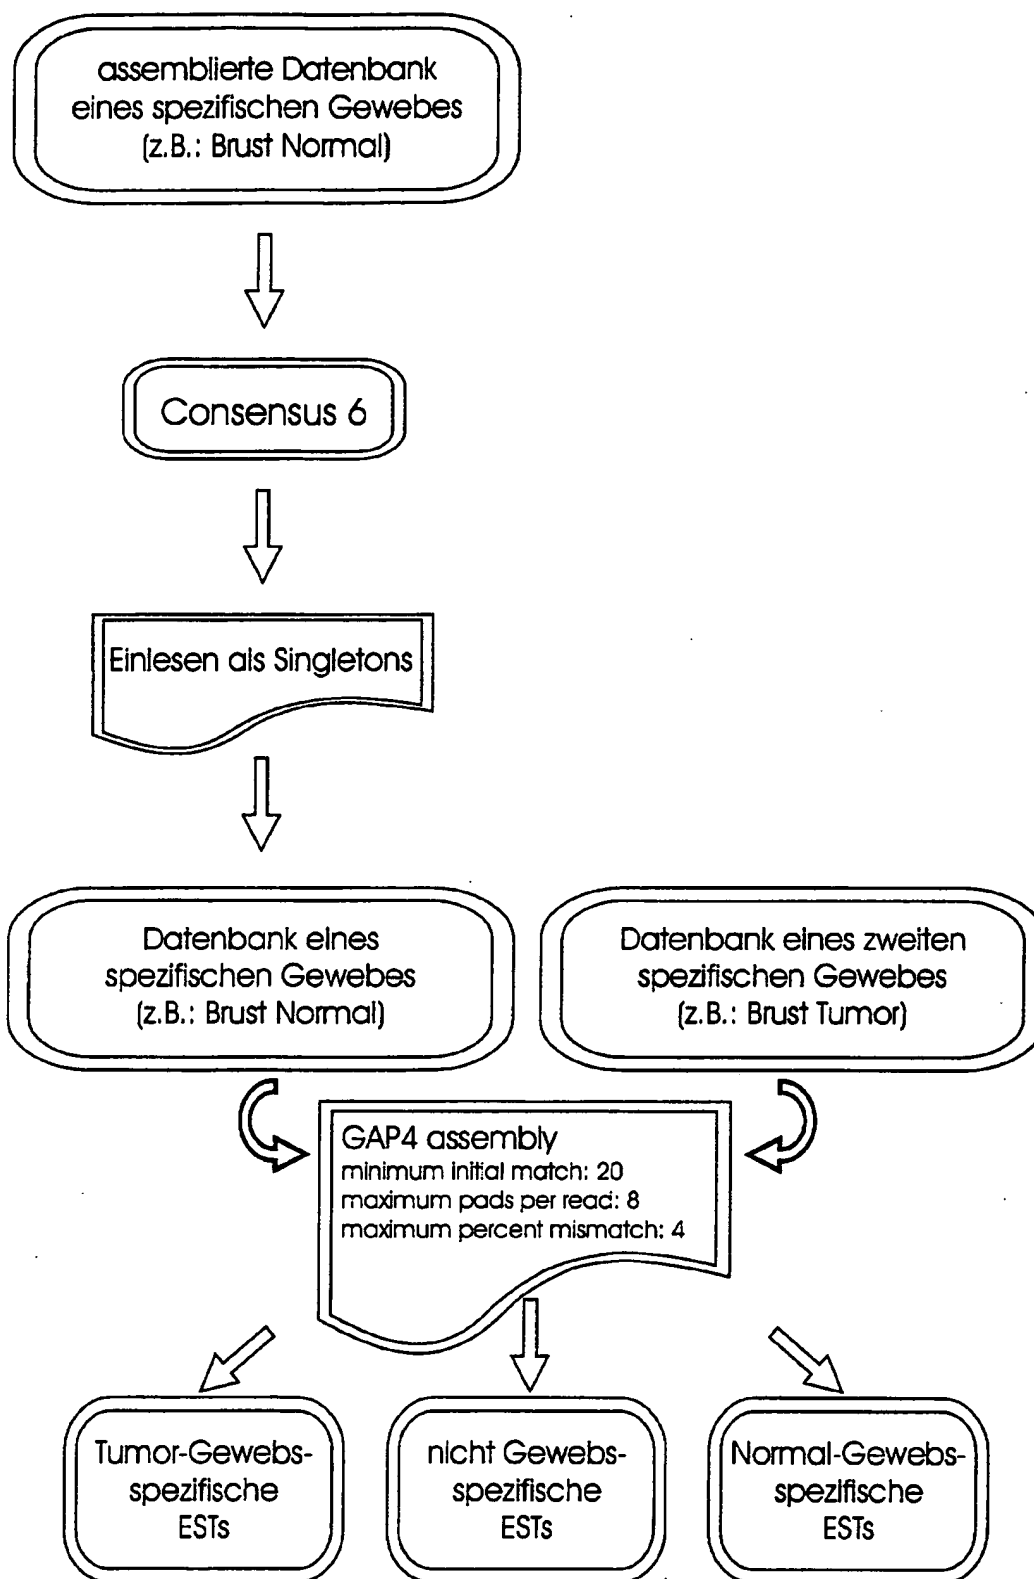 assemblierte Datenbank
eines spezifischen Gewebes
(z.B.: Brust Normal)
Consensus 6
Einlesen als Singletons
Datenbank eines
spezifischen Gewebes
(z.B.: Brust Normal)
Datenbank eines zweiten
spezifischen Gewebes
(z.B.: Brust Tumor)
GAP4 assembly
minimum initial match: 20
maximum pads per read: 8
maximum percent mismatch: 4
Tumor-Gewebs-
spezifische
ESTs
nicht Gewebs-
spezifische
ESTs
Normal-Gewebs-
spezifische
ESTs